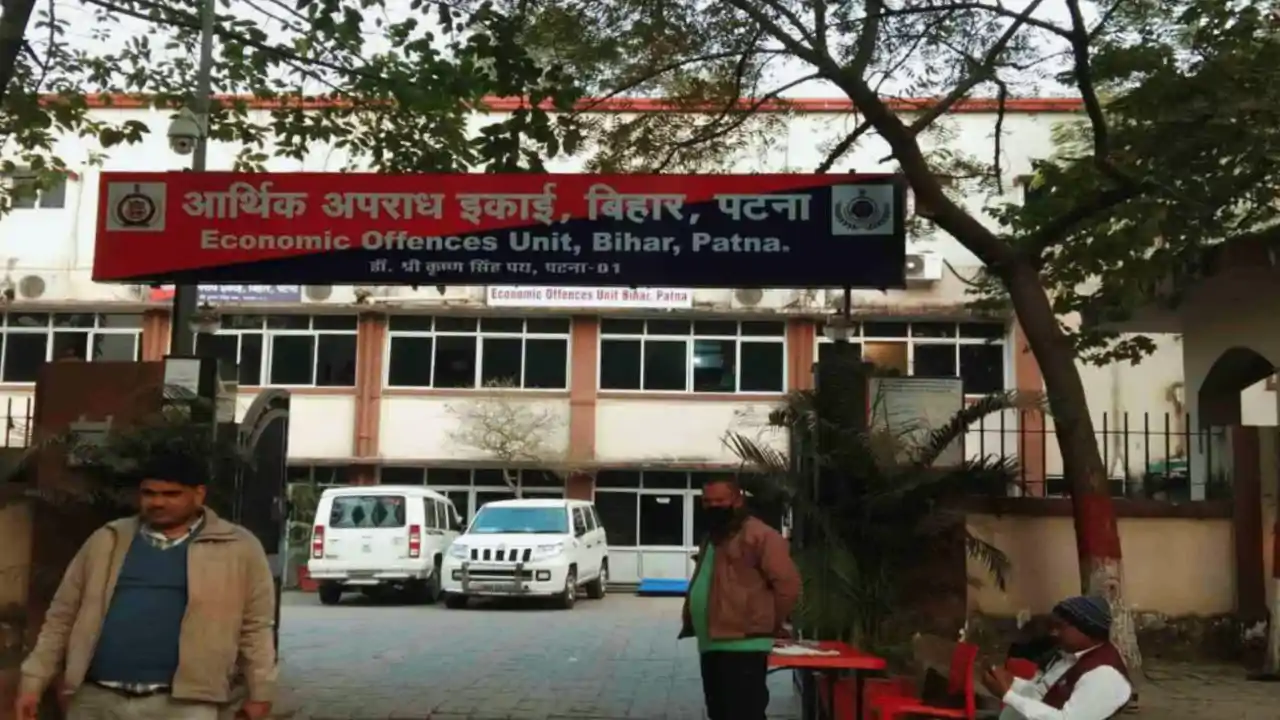 आर्थिक अपराध इकाई, बिहार, पटना
Economic Offences Unit, Bihar, Patna.
डॉ. श्री कृष्ण सिंह पथ, पटना-01
Economic Offences Unit Bihar, Patna